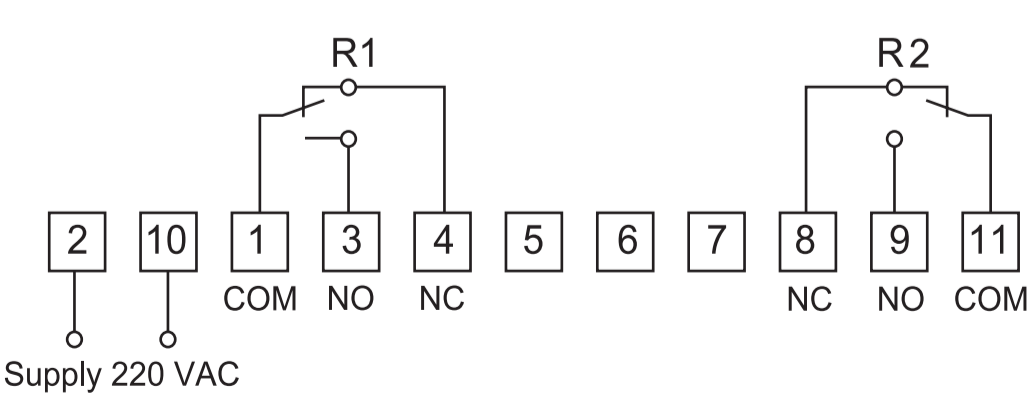 R1 R2
2 10 1 3 4 5 6 7 8 9 11
COM NO NC NC NO COM
Supply 220 VAC